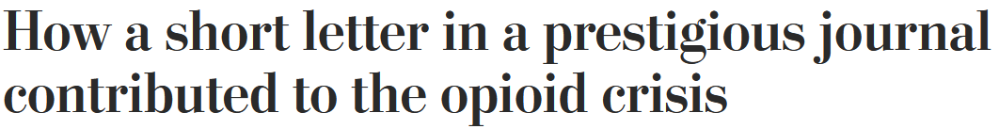 How a short letter in a prestigious journal
contributed to the opioid crisis